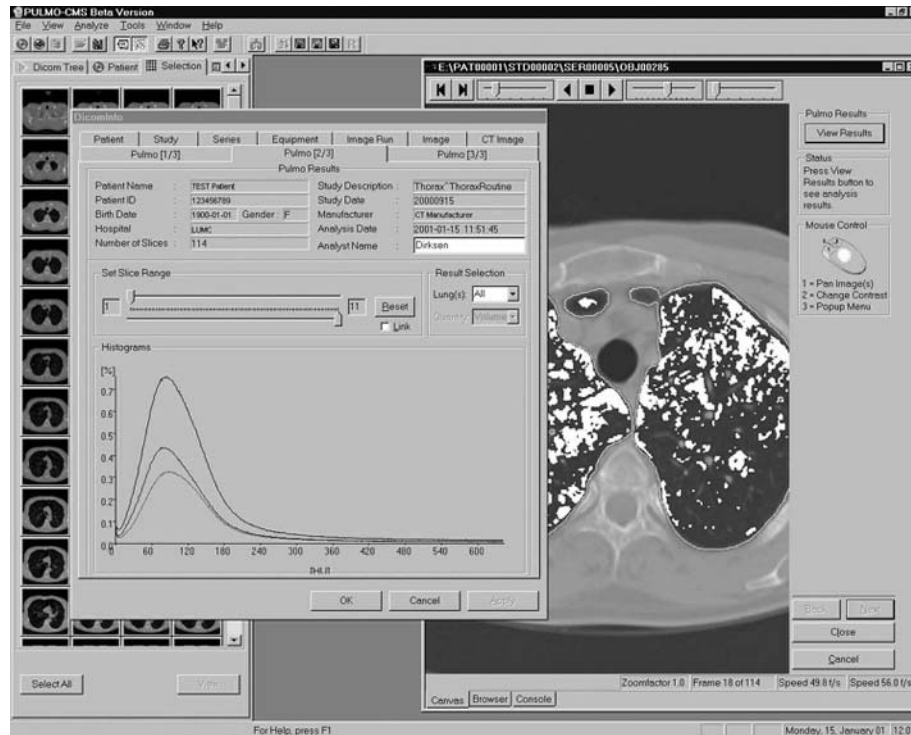 PULMO-CMS Beta Version
File View Analyze Tools Window Help
Dicom Tree Patient Selection
E:\PAT00001\STD00002\SER00005\OBJ00285
DicomInfo
Patient Study Series Equipment Image Run Image CT Image
Pulmo [1/3] Pulmo [2/3] Pulmo [3/3]
Pulmo Results
Patient Name : TEST Patient Study Description : Thorax^ThoraxRoutine
Patient ID : 123456789 Study Date : 20000915
Birth Date : 1900-01-01 Gender : F Manufacturer : CT Manufacturer
Hospital : LUMC Analysis Date : 2001-01-15 11:51:45
Number of Slices : 114 Analyst Name : Dirksen
Set Slice Range
1 11 Reset
Link
Result Selection
Lung(s): All
Quantity: Volume
Histograms
[%]
0.7
0.6
0.5
0.4
0.3
0.2
0.1
0.0
0 60 120 180 240 300 360 420 480 540 600
OK Cancel Apply
Pulmo Results
View Results
Status
Press View
Results button to
see analysis
results.
Mouse Control
1 = Pan Image(s)
2 = Change Contrast
3 = Popup Menu
Back Next
Close
Cancel
Select All View
Zoomfactor 1.0 Frame 18 of 114 Speed 49.8 f/s Speed 56.0 f/s
Canvas Browser Console
For Help, press F1
Monday, 15, January 01 12:0